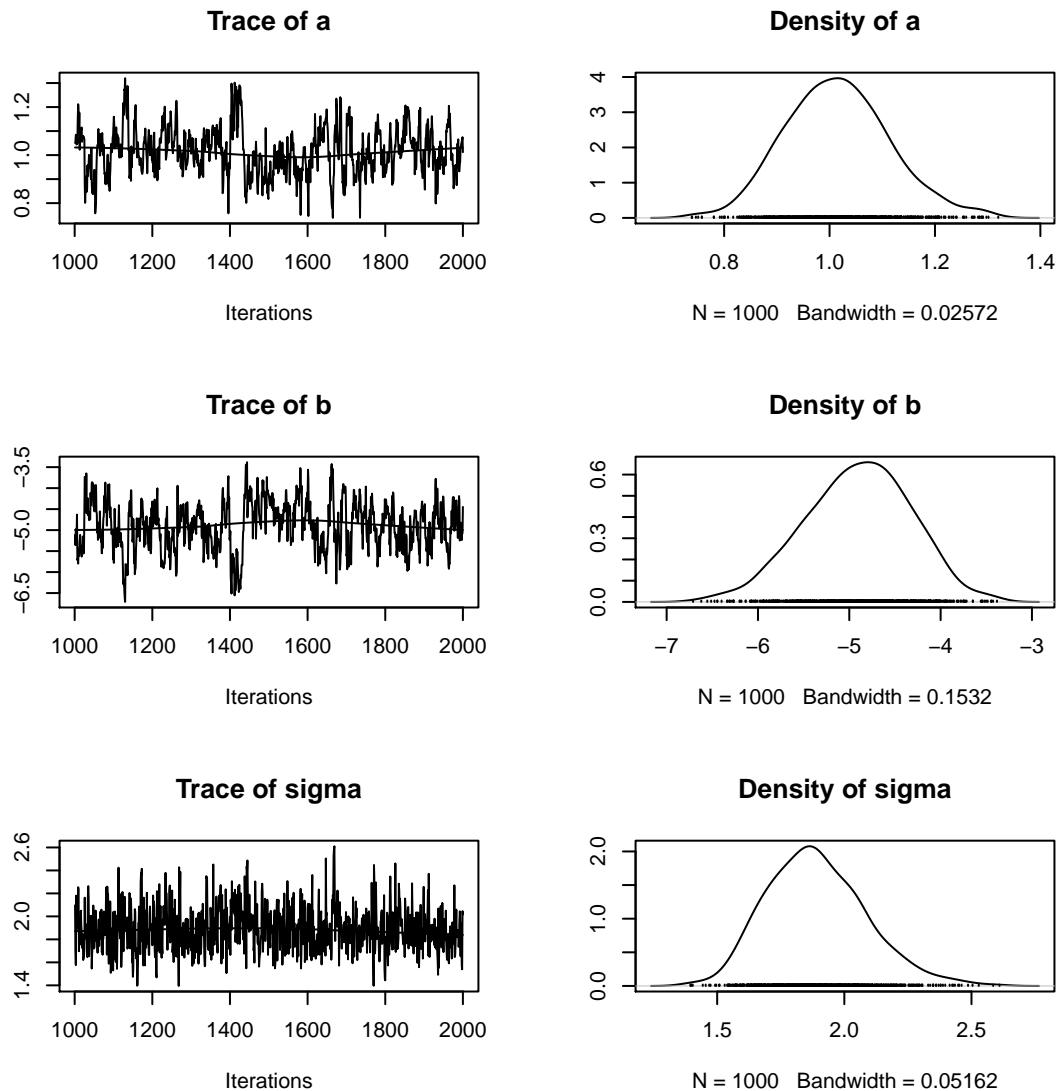 Trace of a
0.8 1.0 1.2
1000 1200 1400 1600 1800 2000
Iterations
Density of a
0 1 2 3 4
0.8 1.0 1.2 1.4
N = 1000 Bandwidth = 0.02572
Trace of b
−6.5 −5.0 −3.5
1000 1200 1400 1600 1800 2000
Iterations
Density of b
0.0 0.3 0.6
−7 −6 −5 −4 −3
N = 1000 Bandwidth = 0.1532
Trace of sigma
1.4 2.0 2.6
1000 1200 1400 1600 1800 2000
Iterations
Density of sigma
0.0 1.0 2.0
1.5 2.0 2.5
N = 1000 Bandwidth = 0.05162